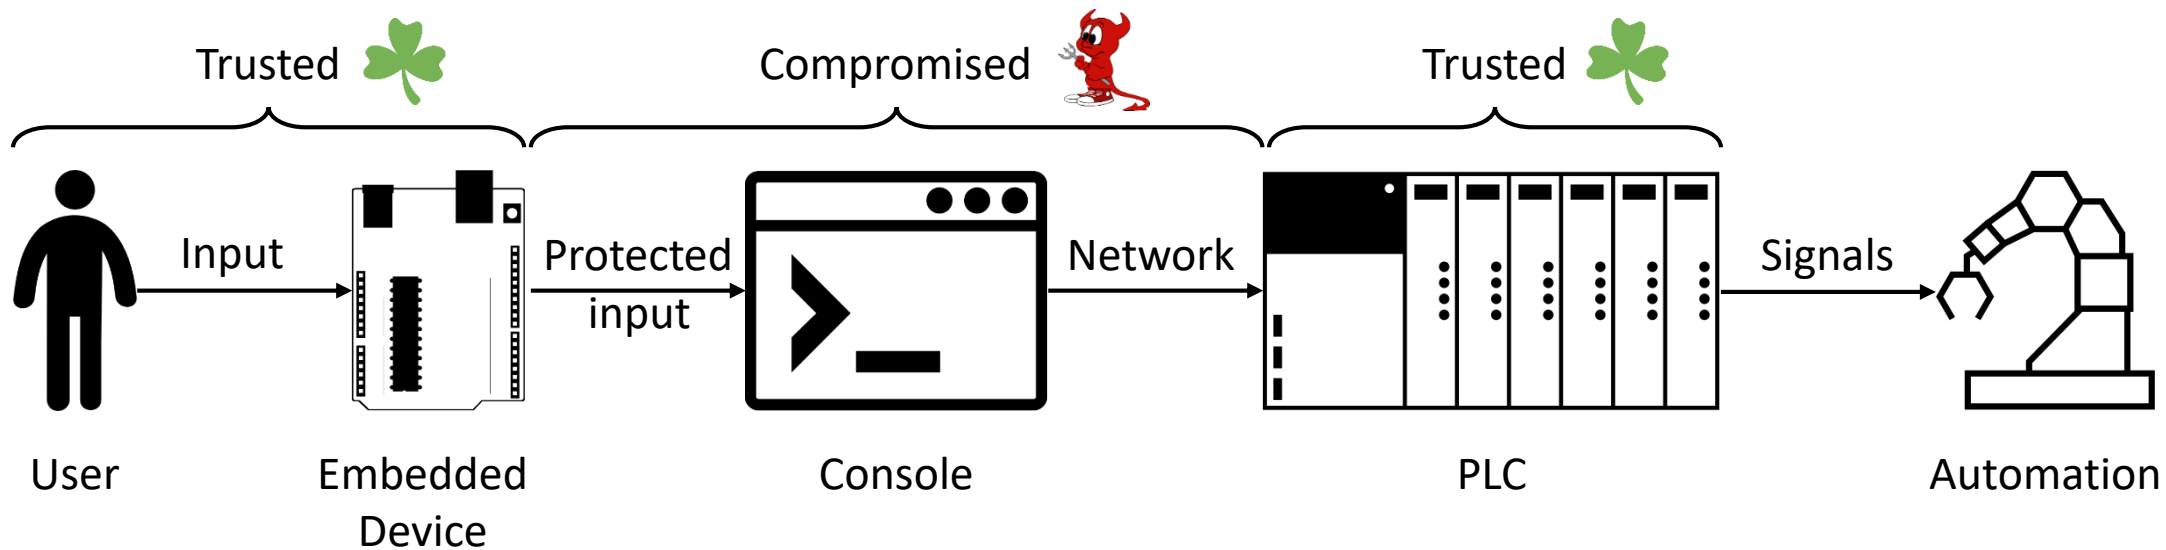 Trusted
Compromised
Trusted
Input
Protected
input
Network
Signals
User
Embedded
Device
Console
PLC
Automation